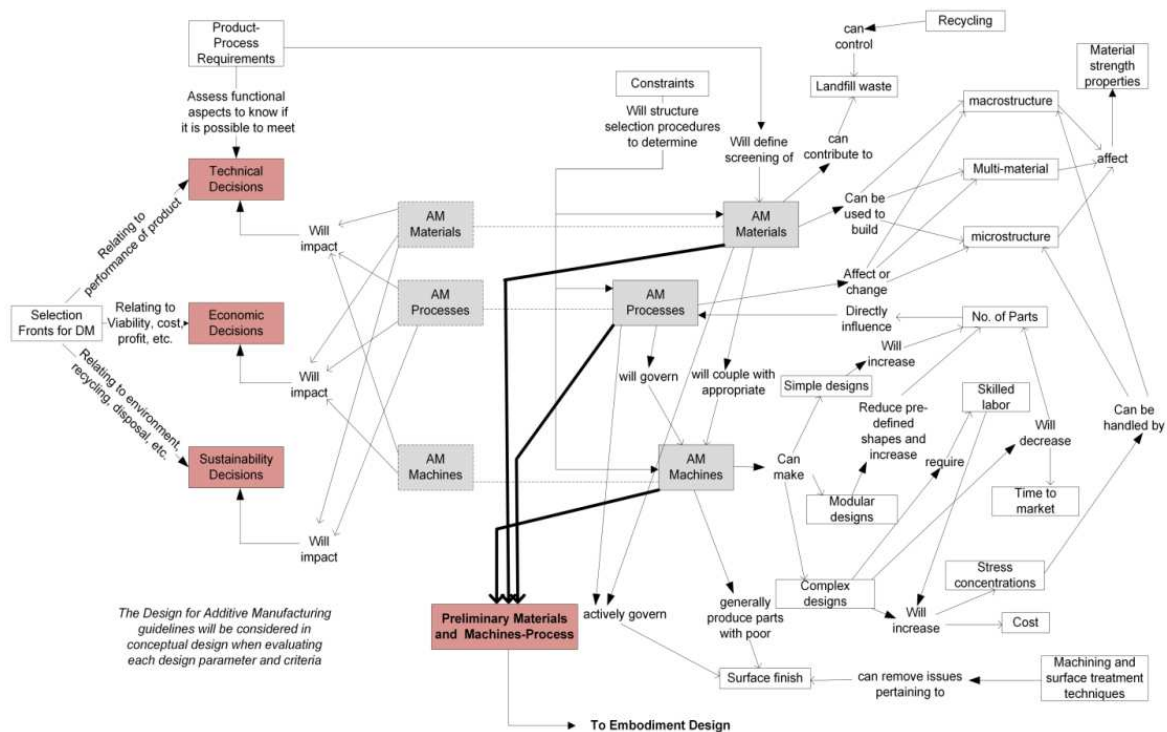 Product-
Process
Requirements
Assess functional
aspects to know if
it is possible to meet
Technical
Decisions
Relating to
performance of product
Selection
Fronts for DM
Relating to
Viability, cost,
profit, etc.
Economic
Decisions
Relating to environment,
recycling, disposal, etc.
Sustainability
Decisions
Will
impact
Will
impact
Will
impact
AM
Materials
AM
Processes
AM
Machines
The Design for Additive Manufacturing
guidelines will be considered in
conceptual design when evaluating
each design parameter and criteria
Constraints
Will structure
selection procedures
to determine
Will define
screening of
AM
Materials
AM
Processes
AM
Machines
will govern
will couple with
appropriate
Preliminary Materials
and Machines-Process
To Embodiment Design
actively govern
generally
produce parts
with poor
Surface finish
can remove issues
pertaining to
Machining and
surface treatment
techniques
Recycling
can
control
Landfill waste
can
contribute to
Can be
used to
build
Affect or
change
macrostructure
Multi-material
microstructure
affect
Material
strength
properties
Directly
influence
No. of Parts
Will
increase
Simple designs
Reduce pre-
defined
shapes and
increase
Can
make
Modular
designs
Complex
designs
require
Skilled
labor
Will
decrease
Time to
market
Will
increase
Stress
concentrations
Cost
Can be
handled by